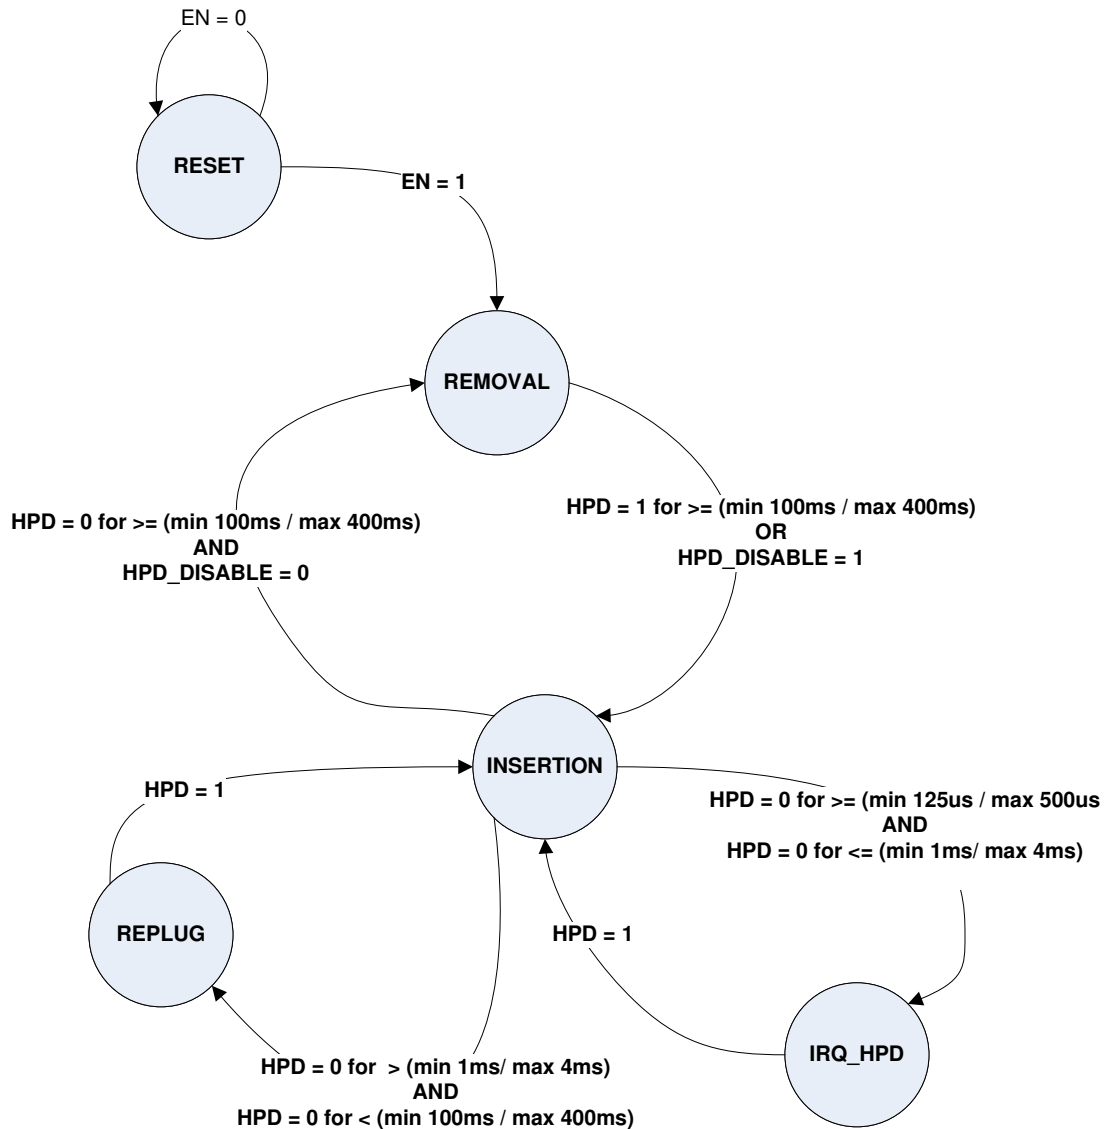 EN = 0
RESET
EN = 1
REMOVAL
HPD = 0 for >= (min 100ms / max 400ms)
AND
HPD_DISABLE = 0
HPD = 1 for >= (min 100ms / max 400ms)
OR
HPD_DISABLE = 1
INSERTION
HPD = 1
HPD = 0 for >= (min 125us / max 500us
AND
HPD = 0 for <= (min 1ms/ max 4ms)
REPLUG
HPD = 1
IRQ_HPD
HPD = 0 for  > (min 1ms/ max 4ms)
AND
HPD = 0 for < (min 100ms / max 400ms)